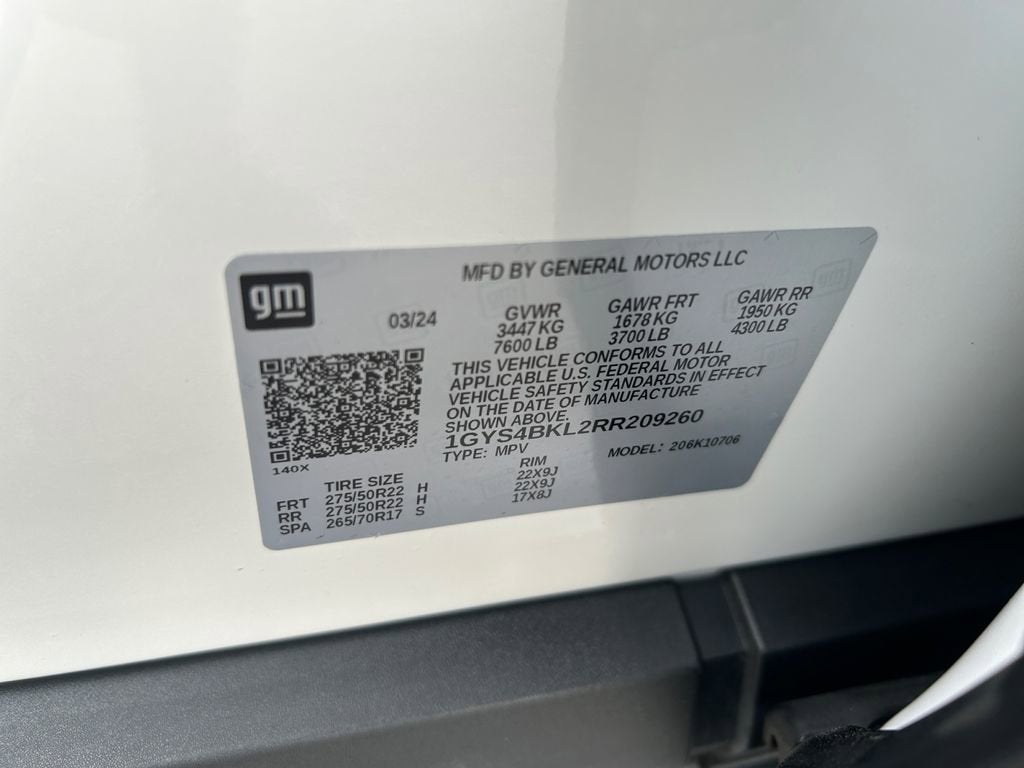 MFD BY GENERAL MOTORS LLC
gm
03/24
GVWR
3447 KG
7600 LB
GAWR FRT
1678 KG
3700 LB
GAWR RR
1950 KG
4300 LB
THIS VEHICLE CONFORMS TO ALL
APPLICABLE U.S. FEDERAL MOTOR
VEHICLE SAFETY STANDARDS IN EFFECT
ON THE DATE OF MANUFACTURE
SHOWN ABOVE.
1GYS4BKL2RR209260
TYPE: MPV MODEL: 206K10706
140X
TIRE SIZE RIM
FRT 275/50R22 H 22X9J
RR 275/50R22 H 22X9J
SPA 265/70R17 S 17X8J